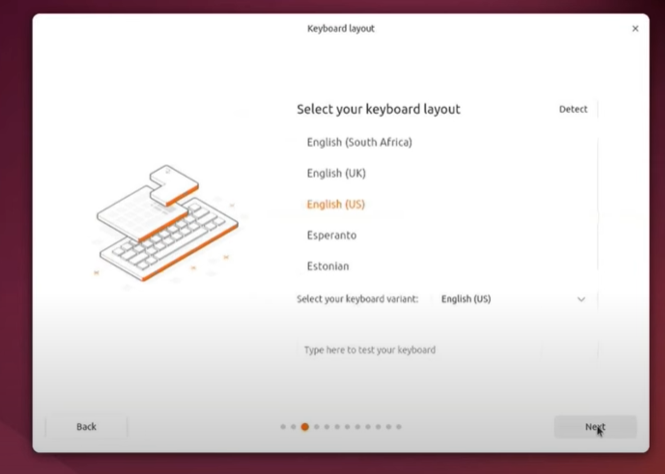 Keyboard layout
Select your keyboard layout
Detect
English (South Africa)
English (UK)
English (US)
Esperanto
Estonian
Select your keyboard variant: English (US)
Type here to test your keyboard
Back
Next